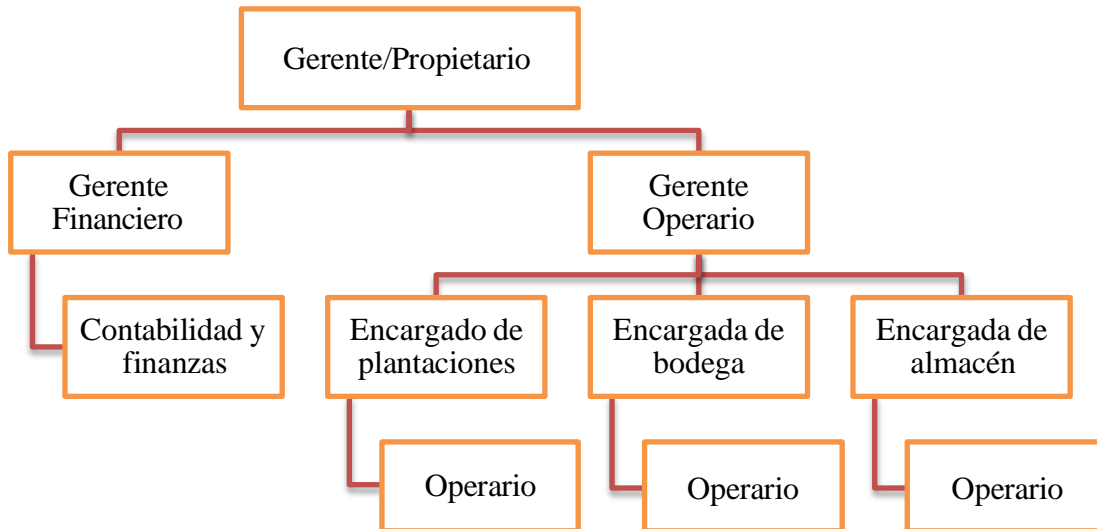 Gerente/Propietario
Gerente
Financiero
Gerente
Operario
Contabilidad y
finanzas
Encargado de
plantaciones
Encargada de
bodega
Encargada de
almacén
Operario
Operario
Operario